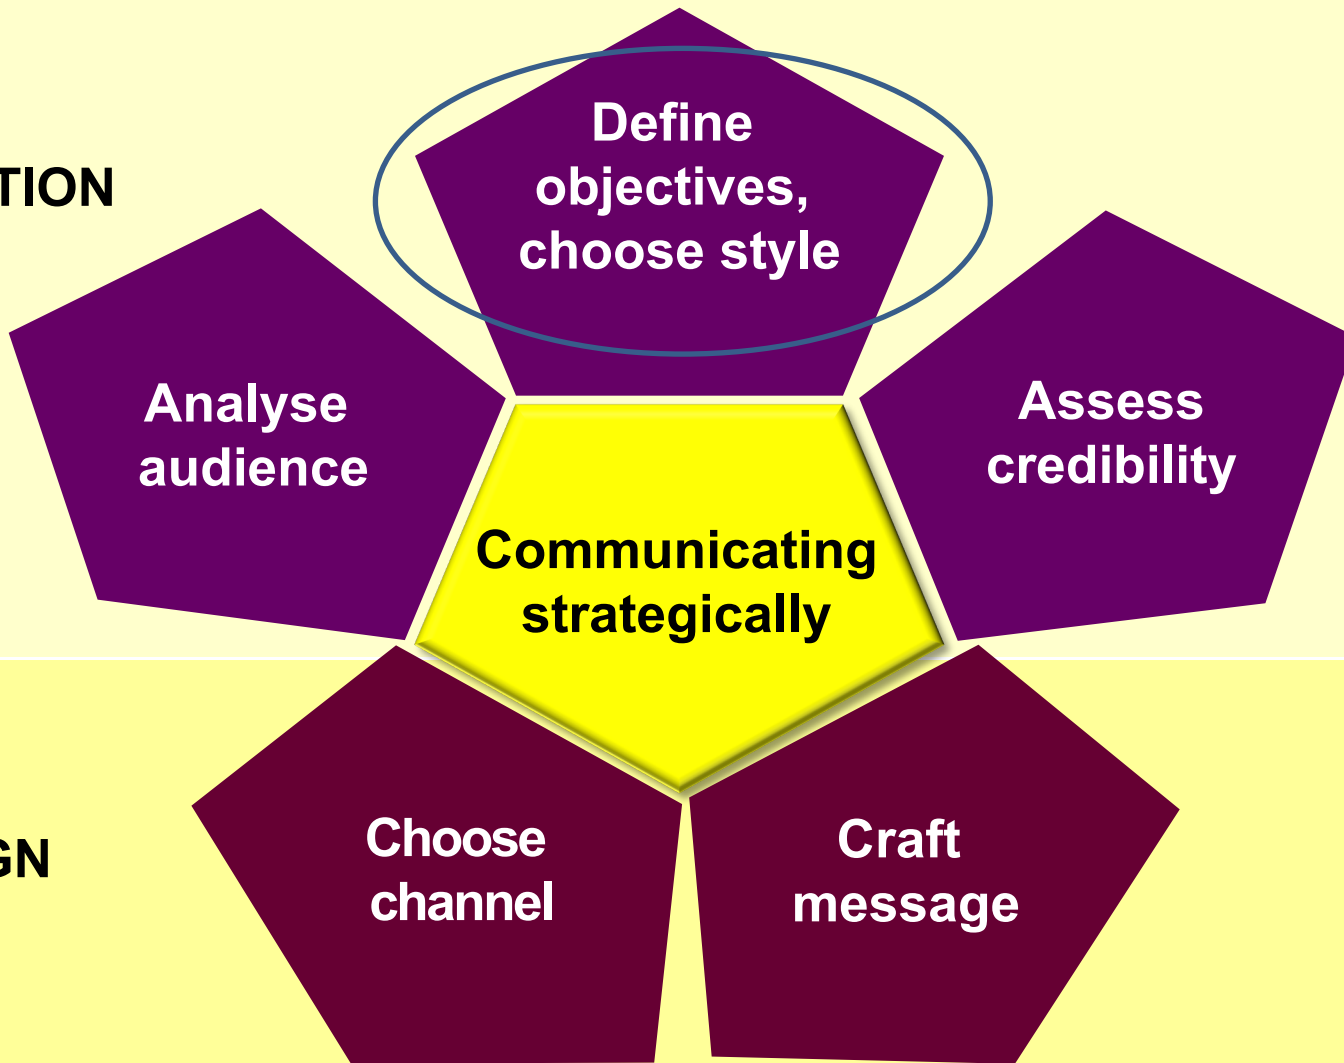 Define
objectives,
choose style
TION
Analyse
audience
Assess
credibility
Communicating
strategically
GN
Choose
channel
Craft
message